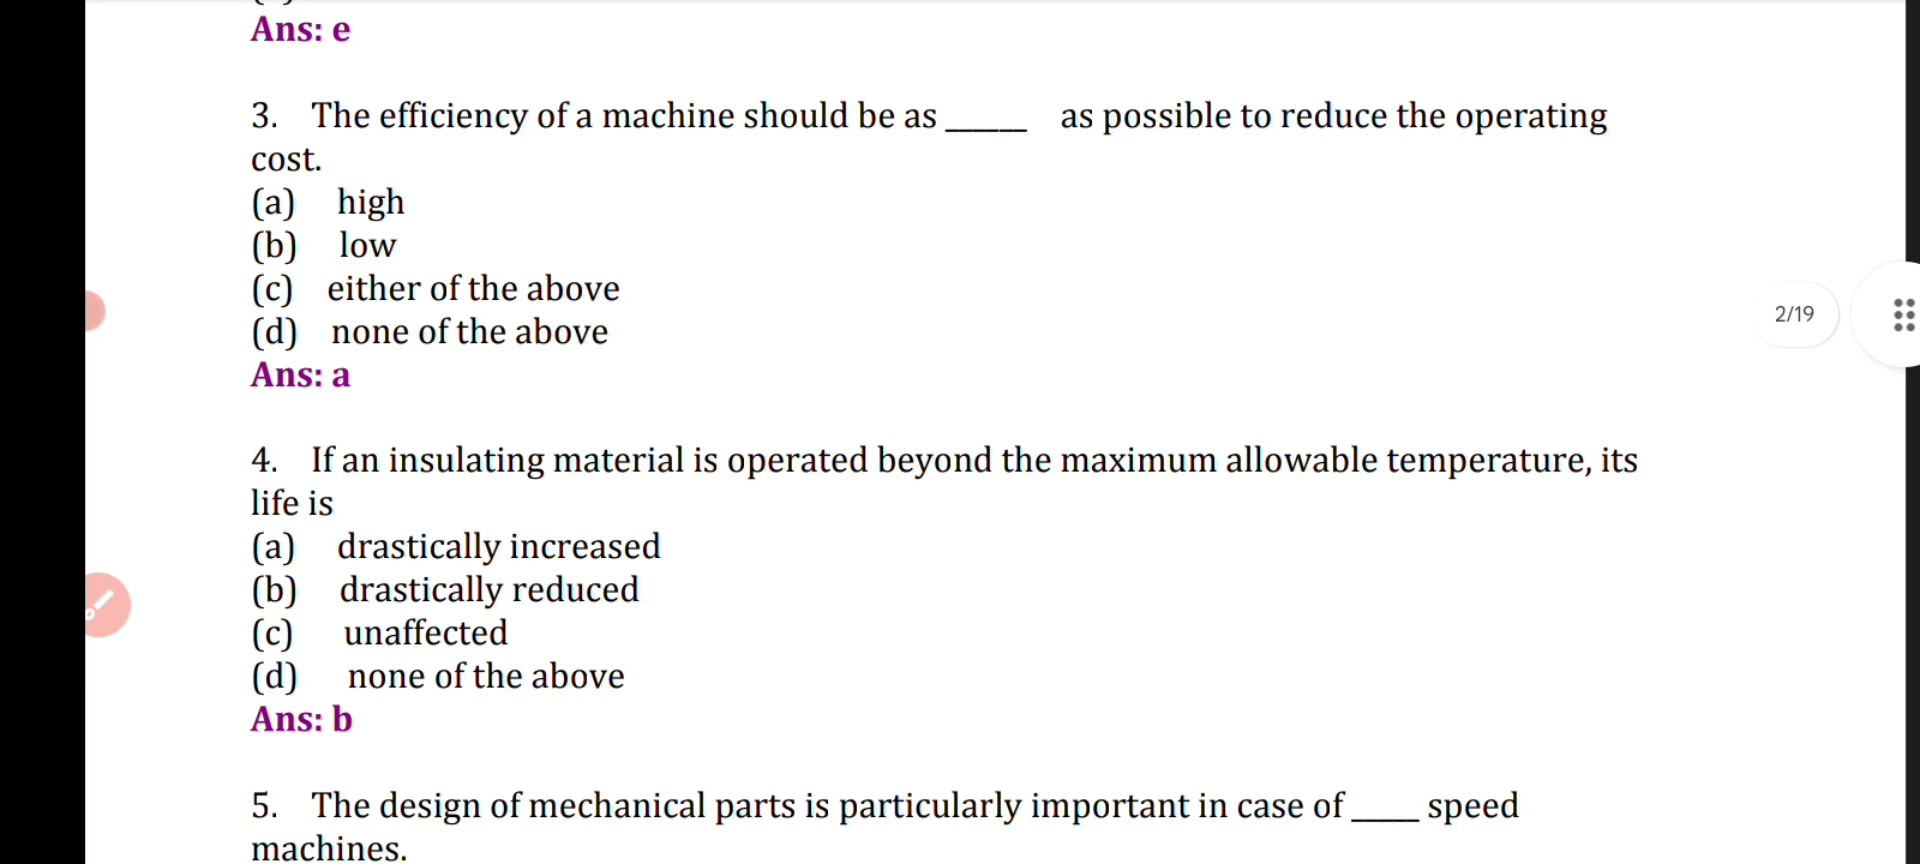 Ans: e
3. The efficiency of a machine should be as ______ as possible to reduce the operating
cost.
(a) high
(b) low
(c) either of the above
(d) none of the above
Ans: a
2/19
4. If an insulating material is operated beyond the maximum allowable temperature, its
life is
(a) drastically increased
(b) drastically reduced
(c) unaffected
(d) none of the above
Ans: b
5. The design of mechanical parts is particularly important in case of _____ speed
machines.